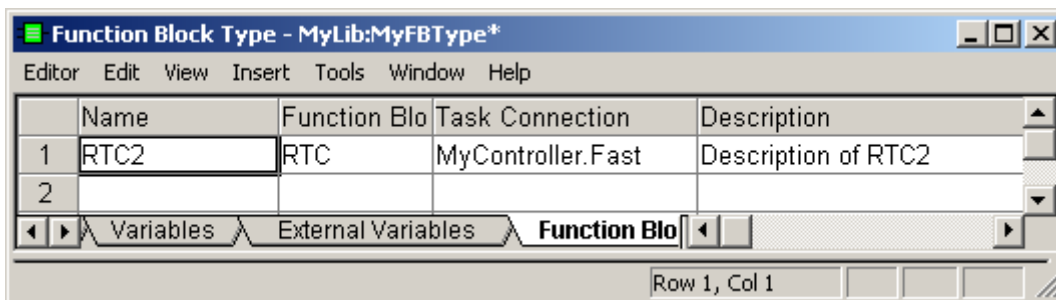 Function Block Type - MyLib:MyFBType*
Editor Edit View Insert Tools Window Help
Name Function Blo Task Connection Description
1 RTC2 RTC MyController.Fast Description of RTC2
2
Variables External Variables Function Blo
Row 1, Col 1